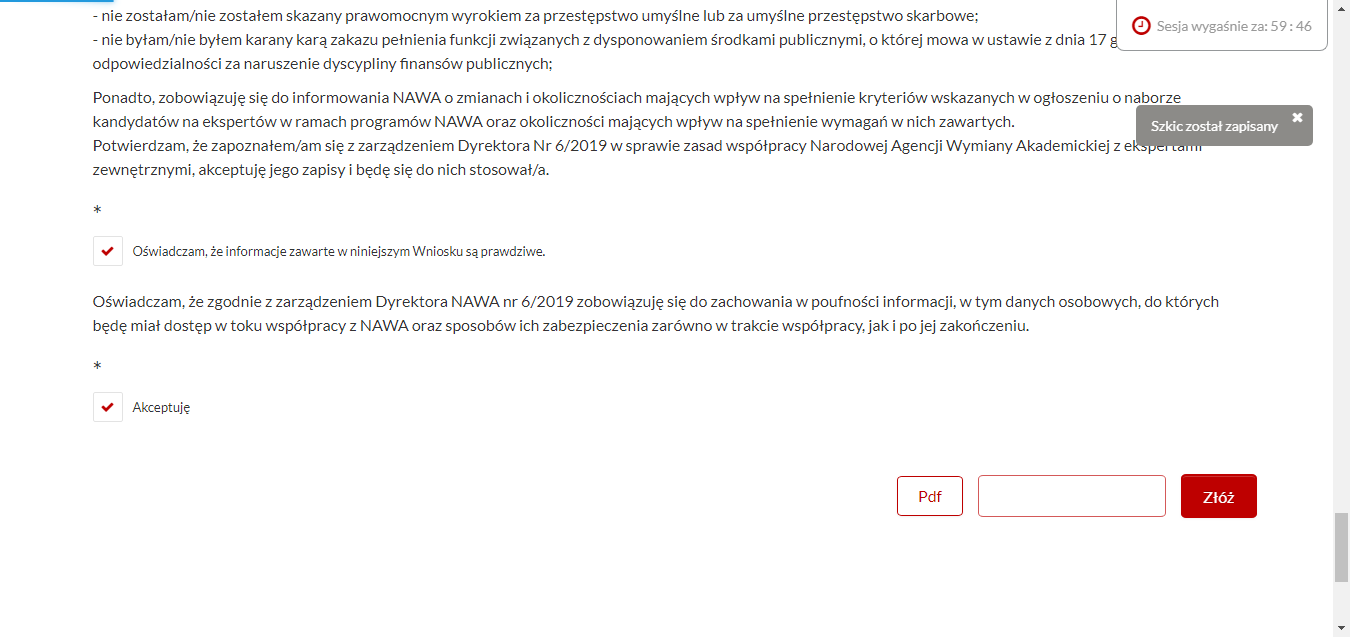 - nie zostałam/nie zostałem skazany prawomocnym wyrokiem za przestępstwo umyślne lub za umyślne przestępstwo skarbowe;
Sesja wygaśnie za: 59 : 46
- nie byłam/nie byłem karany karą zakazu pełnienia funkcji związanych z dysponowaniem środkami publicznymi, o której mowa w ustawie z dnia 17 g
odpowiedzialności za naruszenie dyscypliny finansów publicznych;
Ponadto, zobowiązuję się do informowania NAWA o zmianach i okolicznościach mających wpływ na spełnienie kryteriów wskazanych w ogłoszeniu o naborze
kandydatów na ekspertów w ramach programów NAWA oraz okoliczności mających wpływ na spełnienie wymagań w nich zawartych.
Szkic został zapisany
Potwierdzam, że zapoznałem/am się z zarządzeniem Dyrektora Nr 6/2019 w sprawie zasad współpracy Narodowej Agencji Wymiany Akademickiej z ekspertami
zewnętrznymi, akceptuję jego zapisy i będę się do nich stosował/a.
*
Oświadczam, że informacje zawarte w niniejszym Wniosku są prawdziwe.
Oświadczam, że zgodnie z zarządzeniem Dyrektora NAWA nr 6/2019 zobowiązuję się do zachowania w poufności informacji, w tym danych osobowych, do których
będę miał dostęp w toku współpracy z NAWA oraz sposobów ich zabezpieczenia zarówno w trakcie współpracy, jak i po jej zakończeniu.
*
Akceptuję
Pdf
Złóż